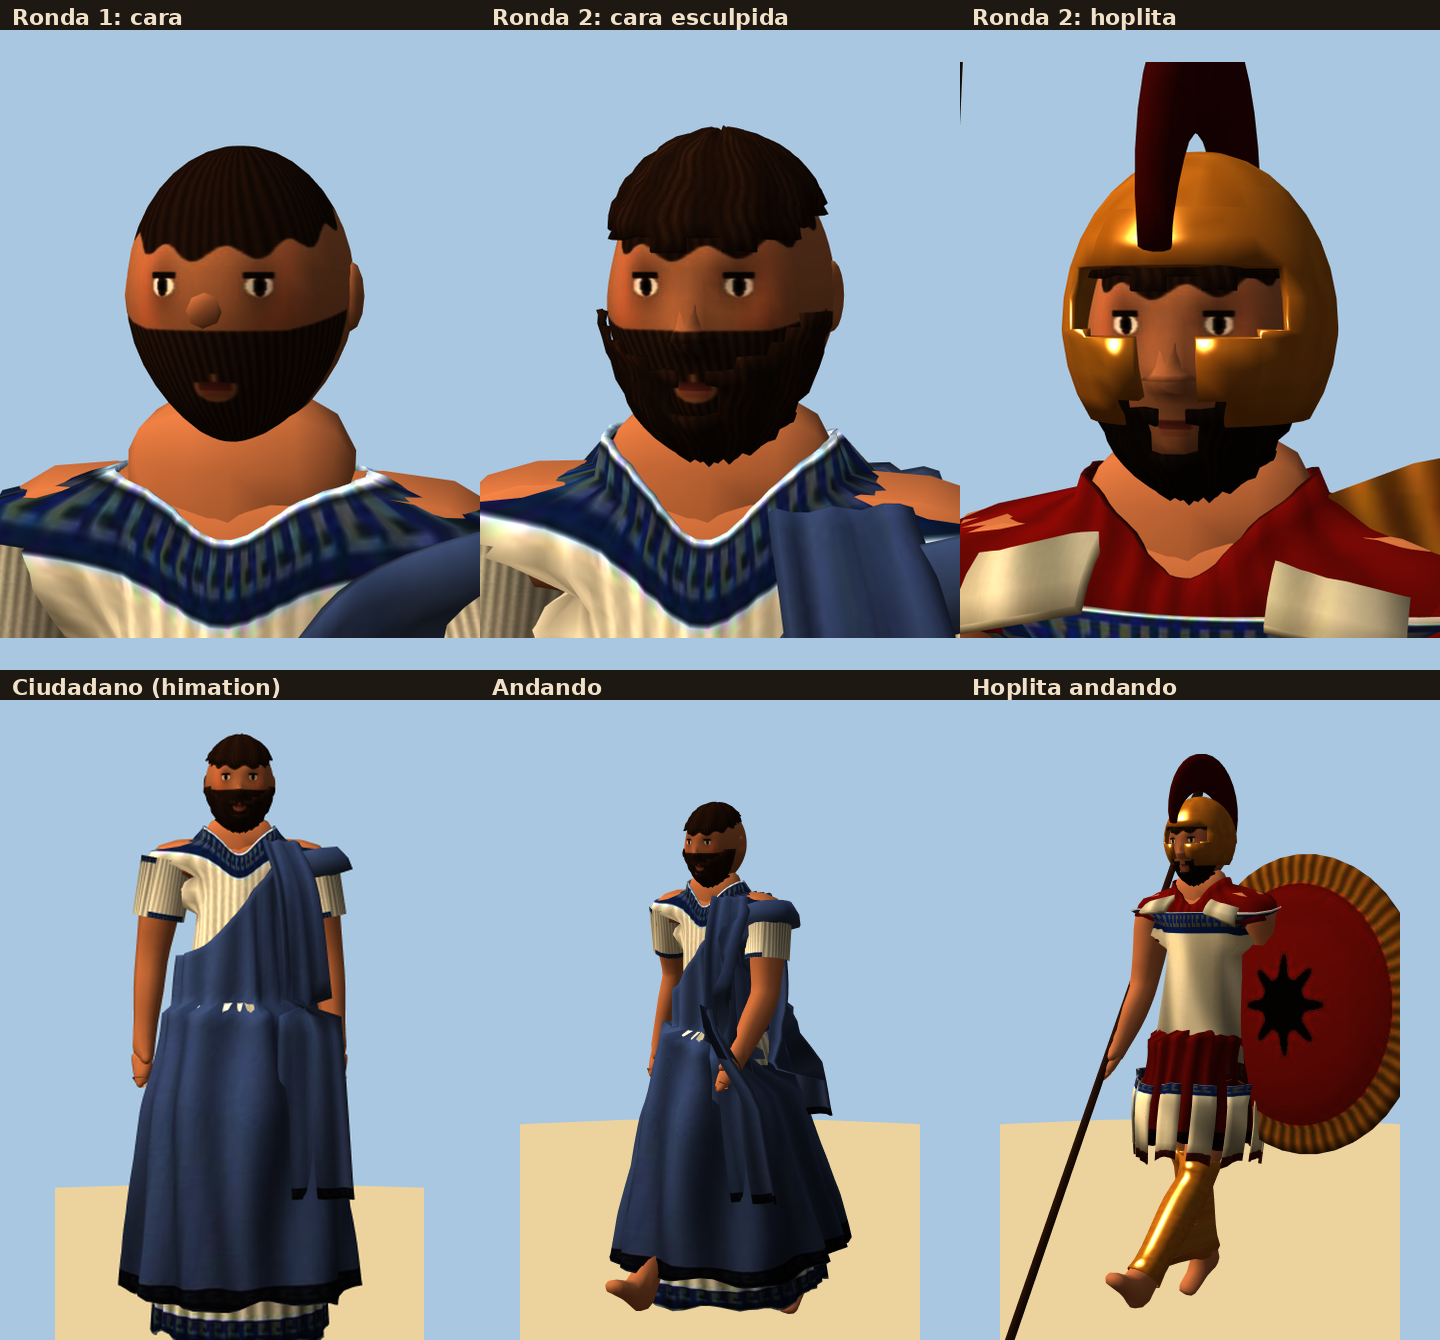 Ronda 1: cara
Ronda 2: cara esculpida
Ronda 2: hoplita
Ciudadano (himation)
Andando
Hoplita andando